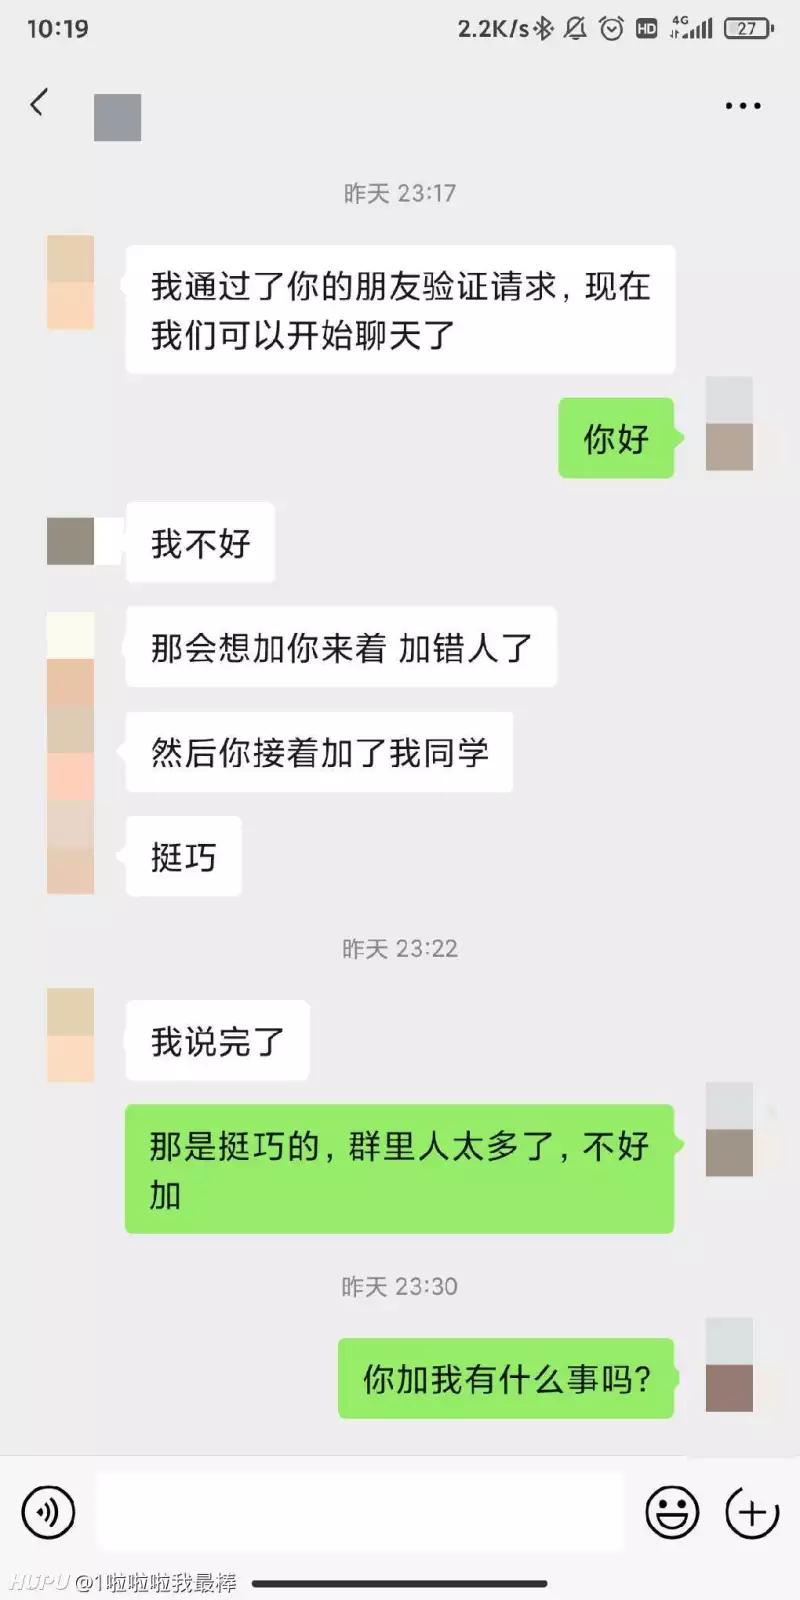 10:19
2.2K/s
HD
4G
27
昨天 23:17
我通过了你的朋友验证请求，现在
我们可以开始聊天了
你好
我不好
那会想加你来着 加错人了
然后你接着加了我同学
挺巧
昨天 23:22
我说完了
那是挺巧的，群里人太多了，不好
加
昨天 23:30
你加我有什么事吗?
HUPU @1啦啦啦我最棒